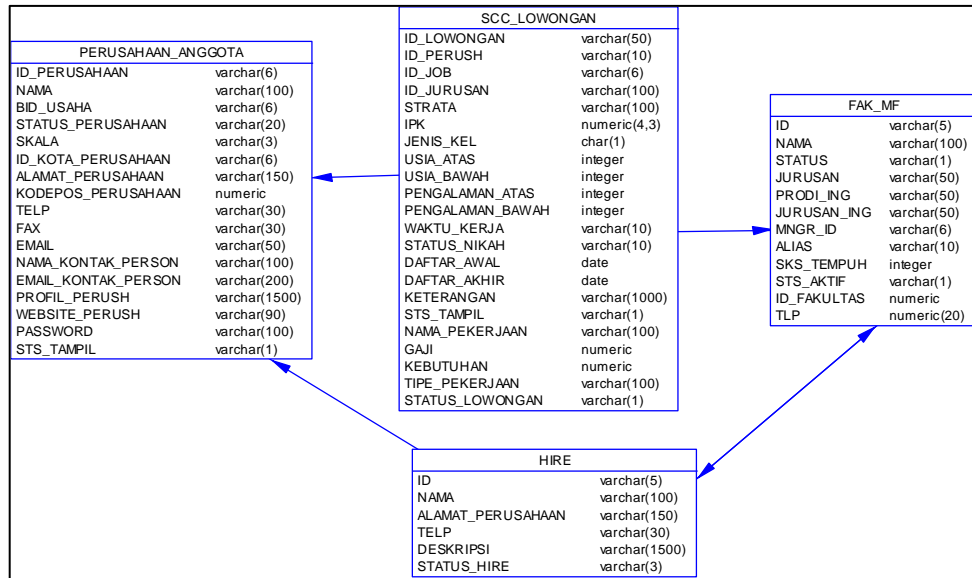 PERUSAHAAN_ANGGOTA
ID_PERUSAHAAN varchar(6)
NAMA varchar(100)
BID_USAHA varchar(6)
STATUS_PERUSAHAAN varchar(20)
SKALA varchar(3)
ID_KOTA_PERUSAHAAN varchar(6)
ALAMAT_PERUSAHAAN varchar(150)
KODEPOS_PERUSAHAAN numeric
TELP varchar(30)
FAX varchar(30)
EMAIL varchar(50)
NAMA_KONTAK_PERSON varchar(100)
EMAIL_KONTAK_PERSON varchar(200)
PROFIL_PERUSH varchar(1500)
WEBSITE_PERUSH varchar(90)
PASSWORD varchar(100)
STS_TAMPIL varchar(1)
SCC_LOWONGAN
ID_LOWONGAN varchar(50)
ID_PERUSH varchar(10)
ID_JOB varchar(6)
ID_JURUSAN varchar(100)
STRATA varchar(100)
IPK numeric(4,3)
JENIS_KEL char(1)
USIA_ATAS integer
USIA_BAWAH integer
PENGALAMAN_ATAS integer
PENGALAMAN_BAWAH integer
WAKTU_KERJA varchar(10)
STATUS_NIKAH varchar(10)
DAFTAR_AWAL date
DAFTAR_AKHIR date
KETERANGAN varchar(1000)
STS_TAMPIL varchar(1)
NAMA_PEKERJAAN varchar(100)
GAJI numeric
KEBUTUHAN numeric
TIPE_PEKERJAAN varchar(100)
STATUS_LOWONGAN varchar(1)
FAK_MF
ID varchar(5)
NAMA varchar(100)
STATUS varchar(1)
JURUSAN varchar(50)
PRODI_ING varchar(50)
JURUSAN_ING varchar(50)
MNGR_ID varchar(6)
ALIAS varchar(10)
SKS_TEMPUH integer
STS_AKTIF varchar(1)
ID_FAKULTAS numeric
TLP numeric(20)
HIRE
ID varchar(5)
NAMA varchar(100)
ALAMAT_PERUSAHAAN varchar(150)
TELP varchar(30)
DESKRIPSI varchar(1500)
STATUS_HIRE varchar(3)